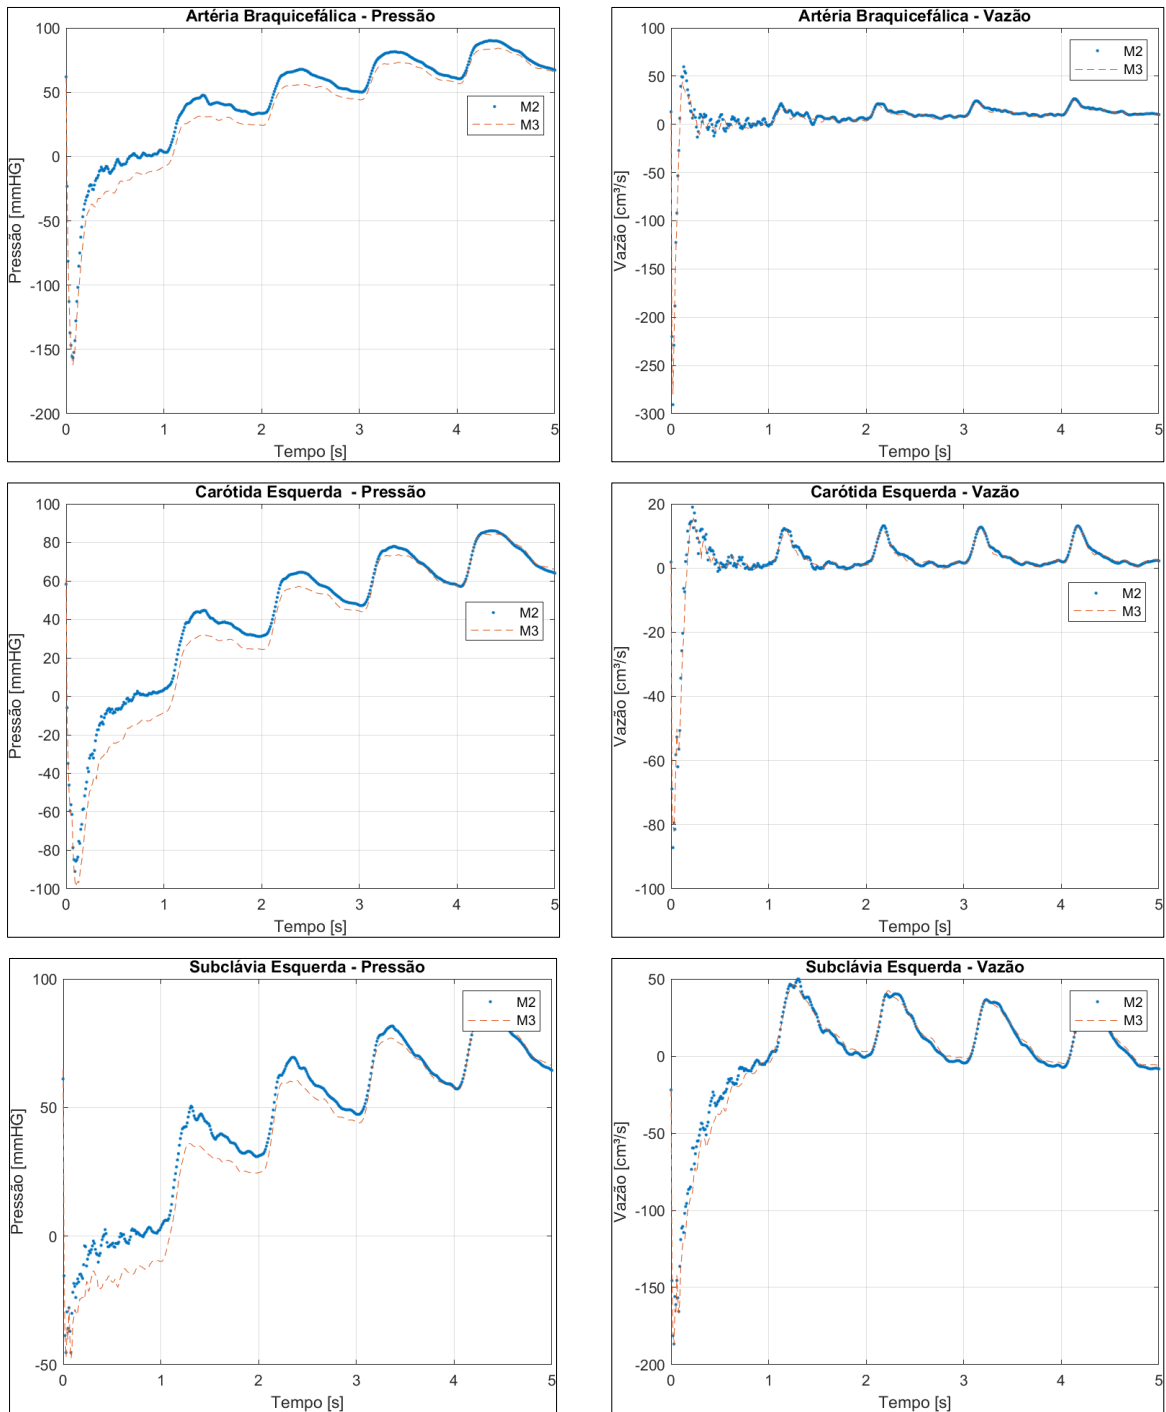 Artéria Braquicefálica - Pressão
100
50
0
-50
-100
-150
-200
Pressão [mmHG]
M2
M3
0 1 2 3 4 5
Tempo [s]
Artéria Braquicefálica - Vazão
100
50
0
-50
-100
-150
-200
-250
-300
Vazão [cm³/s]
M2
M3
0 1 2 3 4 5
Tempo [s]
Carótida Esquerda - Pressão
100
80
60
40
20
0
-20
-40
-60
-80
-100
Pressão [mmHG]
M2
M3
0 1 2 3 4 5
Tempo [s]
Carótida Esquerda - Vazão
20
0
-20
-40
-60
-80
-100
Vazão [cm³/s]
M2
M3
0 1 2 3 4 5
Tempo [s]
Subclávia Esquerda - Pressão
100
50
0
-50
Pressão [mmHG]
M2
M3
0 1 2 3 4 5
Tempo [s]
Subclávia Esquerda - Vazão
50
0
-50
-100
-150
-200
Vazão [cm³/s]
M2
M3
0 1 2 3 4 5
Tempo [s]